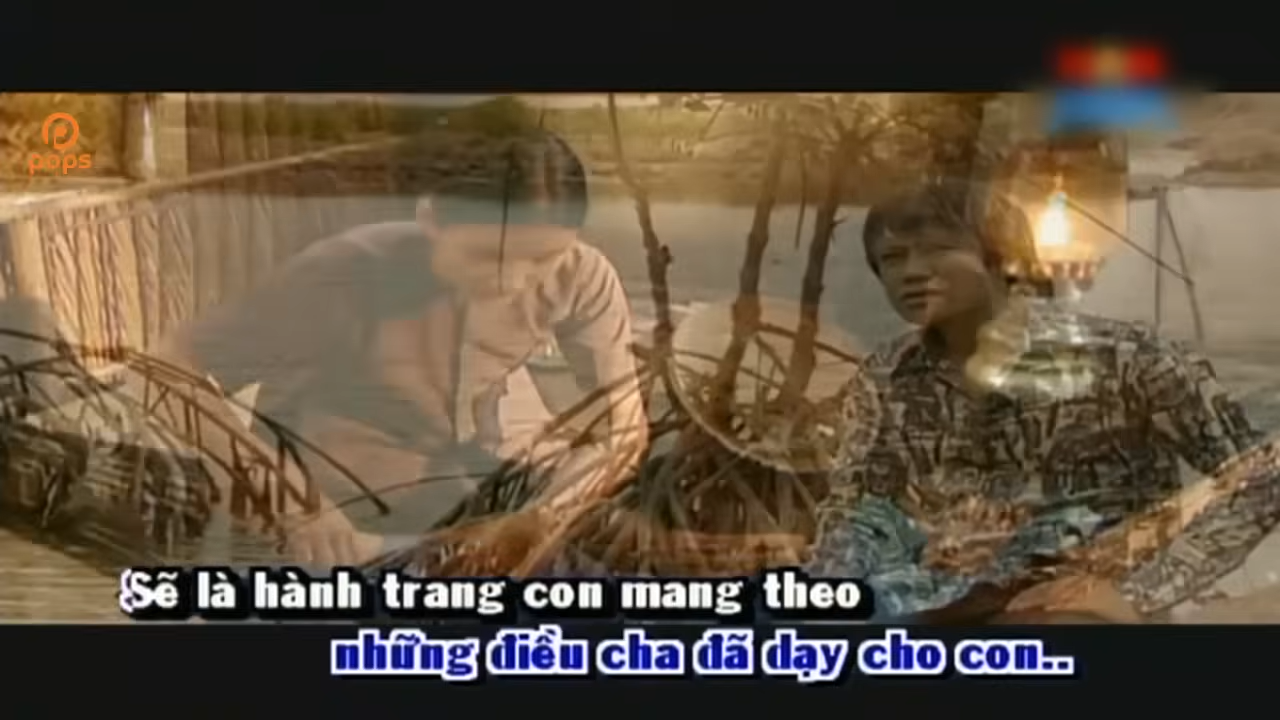 pops
Sẽ là hành trang con mang theo
những điều cha đã dạy cho con..